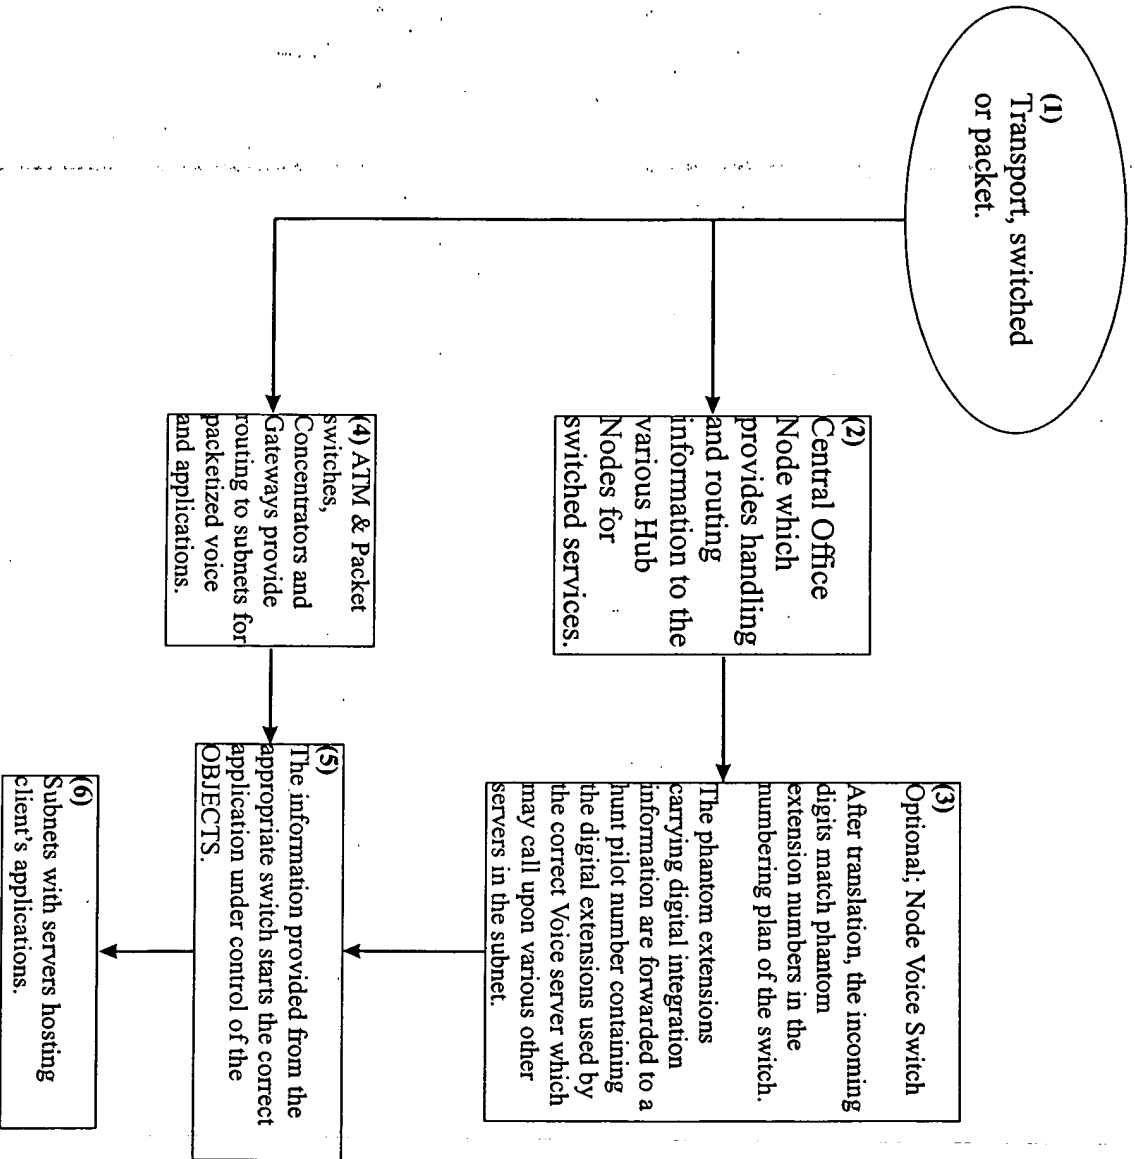 (1)
Transport, switched
or packet.
(2)
Central Office
Node which
provides handling
and routing
information to the
various Hub
Nodes for
switched services.
(3)
Optional; Node Voice Switch
After translation, the incoming
digits match phantom
extension numbers in the
numbering plan of the switch.
The phantom extensions
carrying digital integration
information are forwarded to a
hunt pilot number containing
the digital extensions used by
the correct Voice server which
may call upon various other
servers in the subnet.
(4) ATM & Packet
switches,
Concentrators and
Gateways provide
routing to subnets for
packetized voice
and applications.
(5)
The information provided from the
appropriate switch starts the correct
application under control of the
OBJECTS.
(6)
Subnets with servers hosting
client's applications.